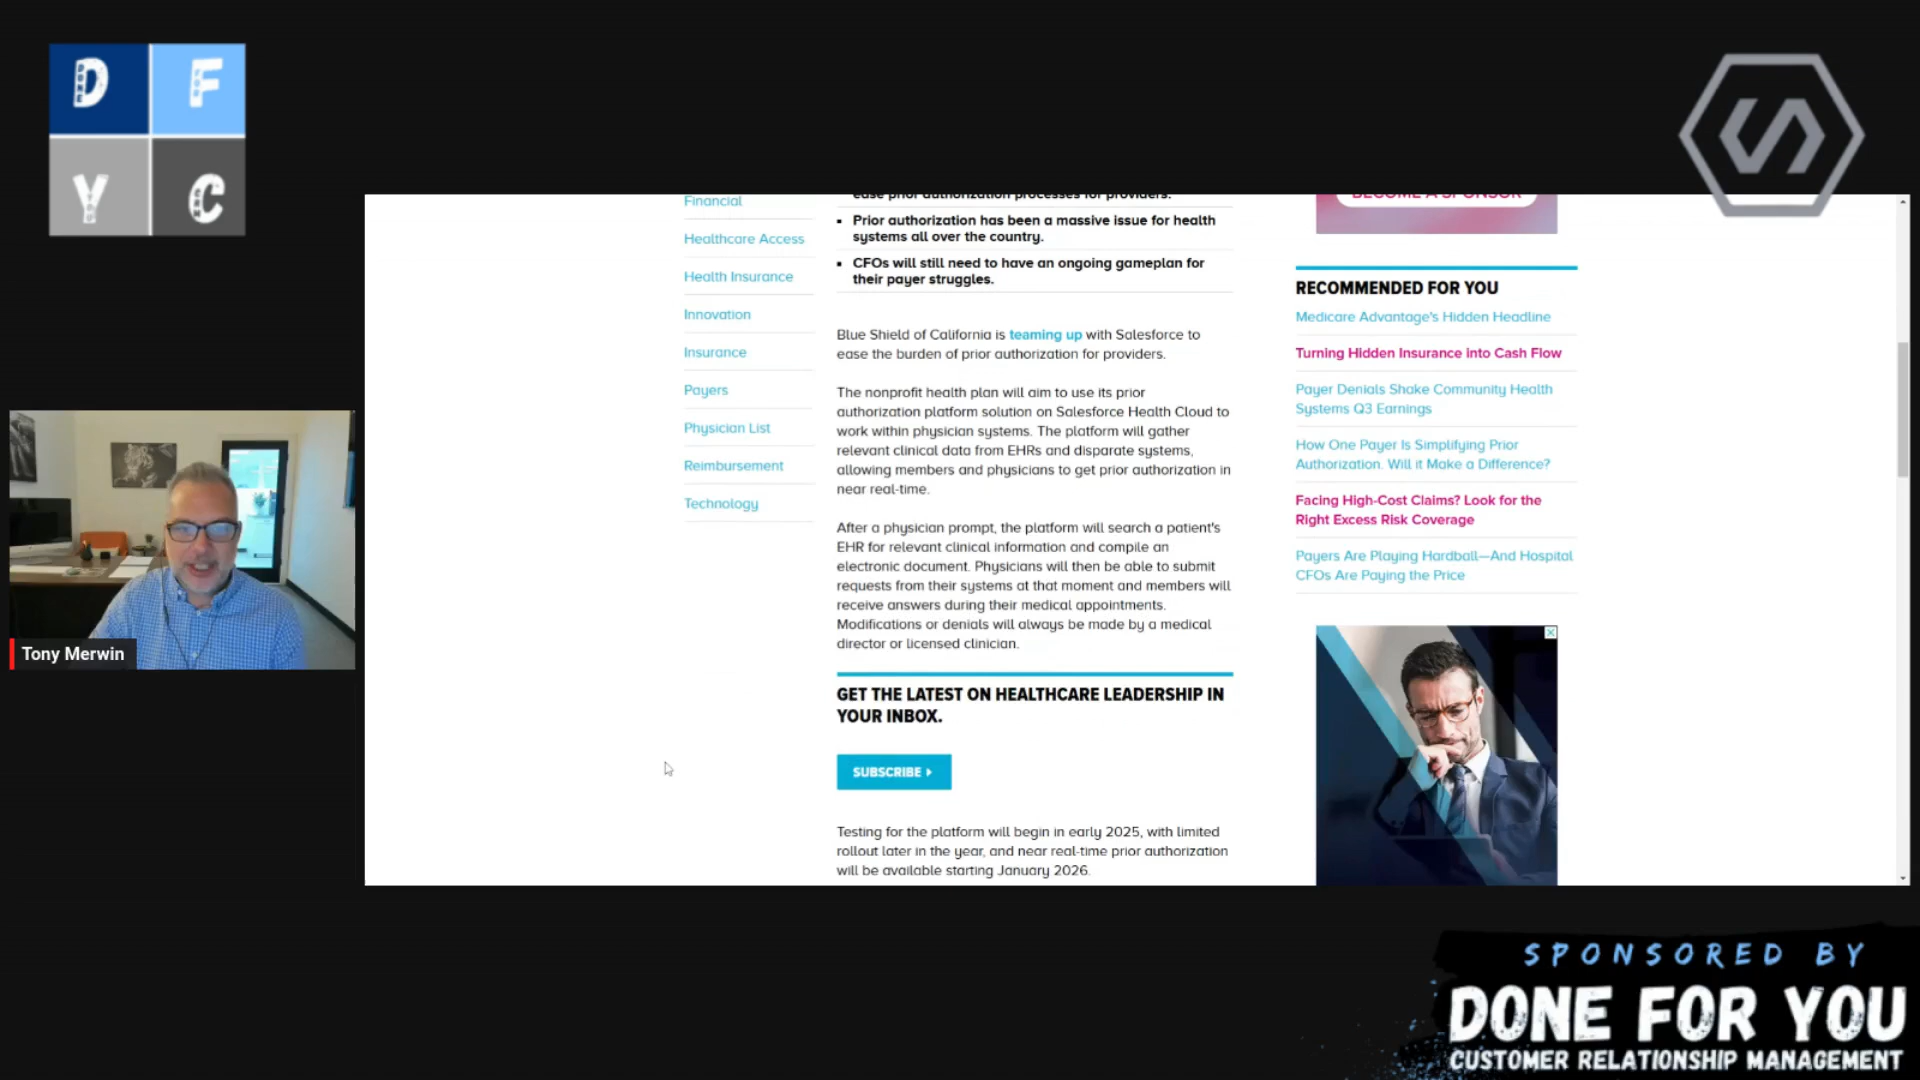 D F
Y C
Tony Merwin
Financial
Healthcare Access
Health Insurance
Innovation
Insurance
Payers
Physician List
Reimbursement
Technology
ease prior authorization processes for providers.
Prior authorization has been a massive issue for health
systems all over the country.
CFOs will still need to have an ongoing gameplan for
their payer struggles.
Blue Shield of California is teaming up with Salesforce to
ease the burden of prior authorization for providers.
The nonprofit health plan will aim to use its prior
authorization platform solution on Salesforce Health Cloud to
work within physician systems. The platform will gather
relevant clinical data from EHRs and disparate systems,
allowing members and physicians to get prior authorization in
near real-time.
After a physician prompt, the platform will search a patient's
EHR for relevant clinical information and compile an
electronic document. Physicians will then be able to submit
requests from their systems at that moment and members will
receive answers during their medical appointments.
Modifications or denials will always be made by a medical
director or licensed clinician.
GET THE LATEST ON HEALTHCARE LEADERSHIP IN
YOUR INBOX.
SUBSCRIBE
Testing for the platform will begin in early 2025, with limited
rollout later in the year, and near real-time prior authorization
will be available starting January 2026.
BECOME A SPONSOR
RECOMMENDED FOR YOU
Medicare Advantage's Hidden Headline
Turning Hidden Insurance into Cash Flow
Payer Denials Shake Community Health
Systems Q3 Earnings
How One Payer Is Simplifying Prior
Authorization. Will it Make a Difference?
Facing High-Cost Claims? Look for the
Right Excess Risk Coverage
Payers Are Playing Hardball—And Hospital
CFOs Are Paying the Price
SPONSORED BY
DONE FOR YOU
CUSTOMER RELATIONSHIP MANAGEMENT